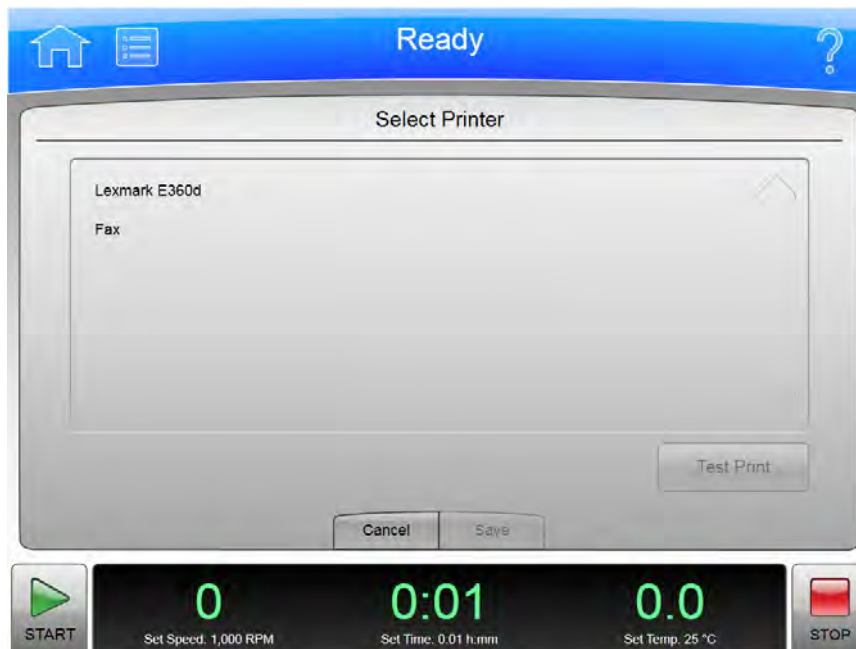 Ready
Select Printer
Lexmark E360d
Fax
Test Print
Cancel Save
START
0 0:01 0.0
Set Speed. 1,000 RPM Set Time. 0.01 h:mm Set Temp. 25 °C
STOP